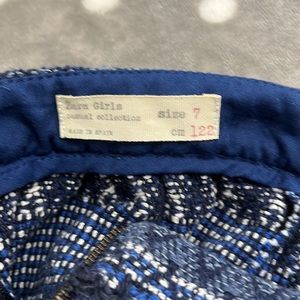 Zara Girls
casual collection
MADE IN SPAIN
size 7
cm 122